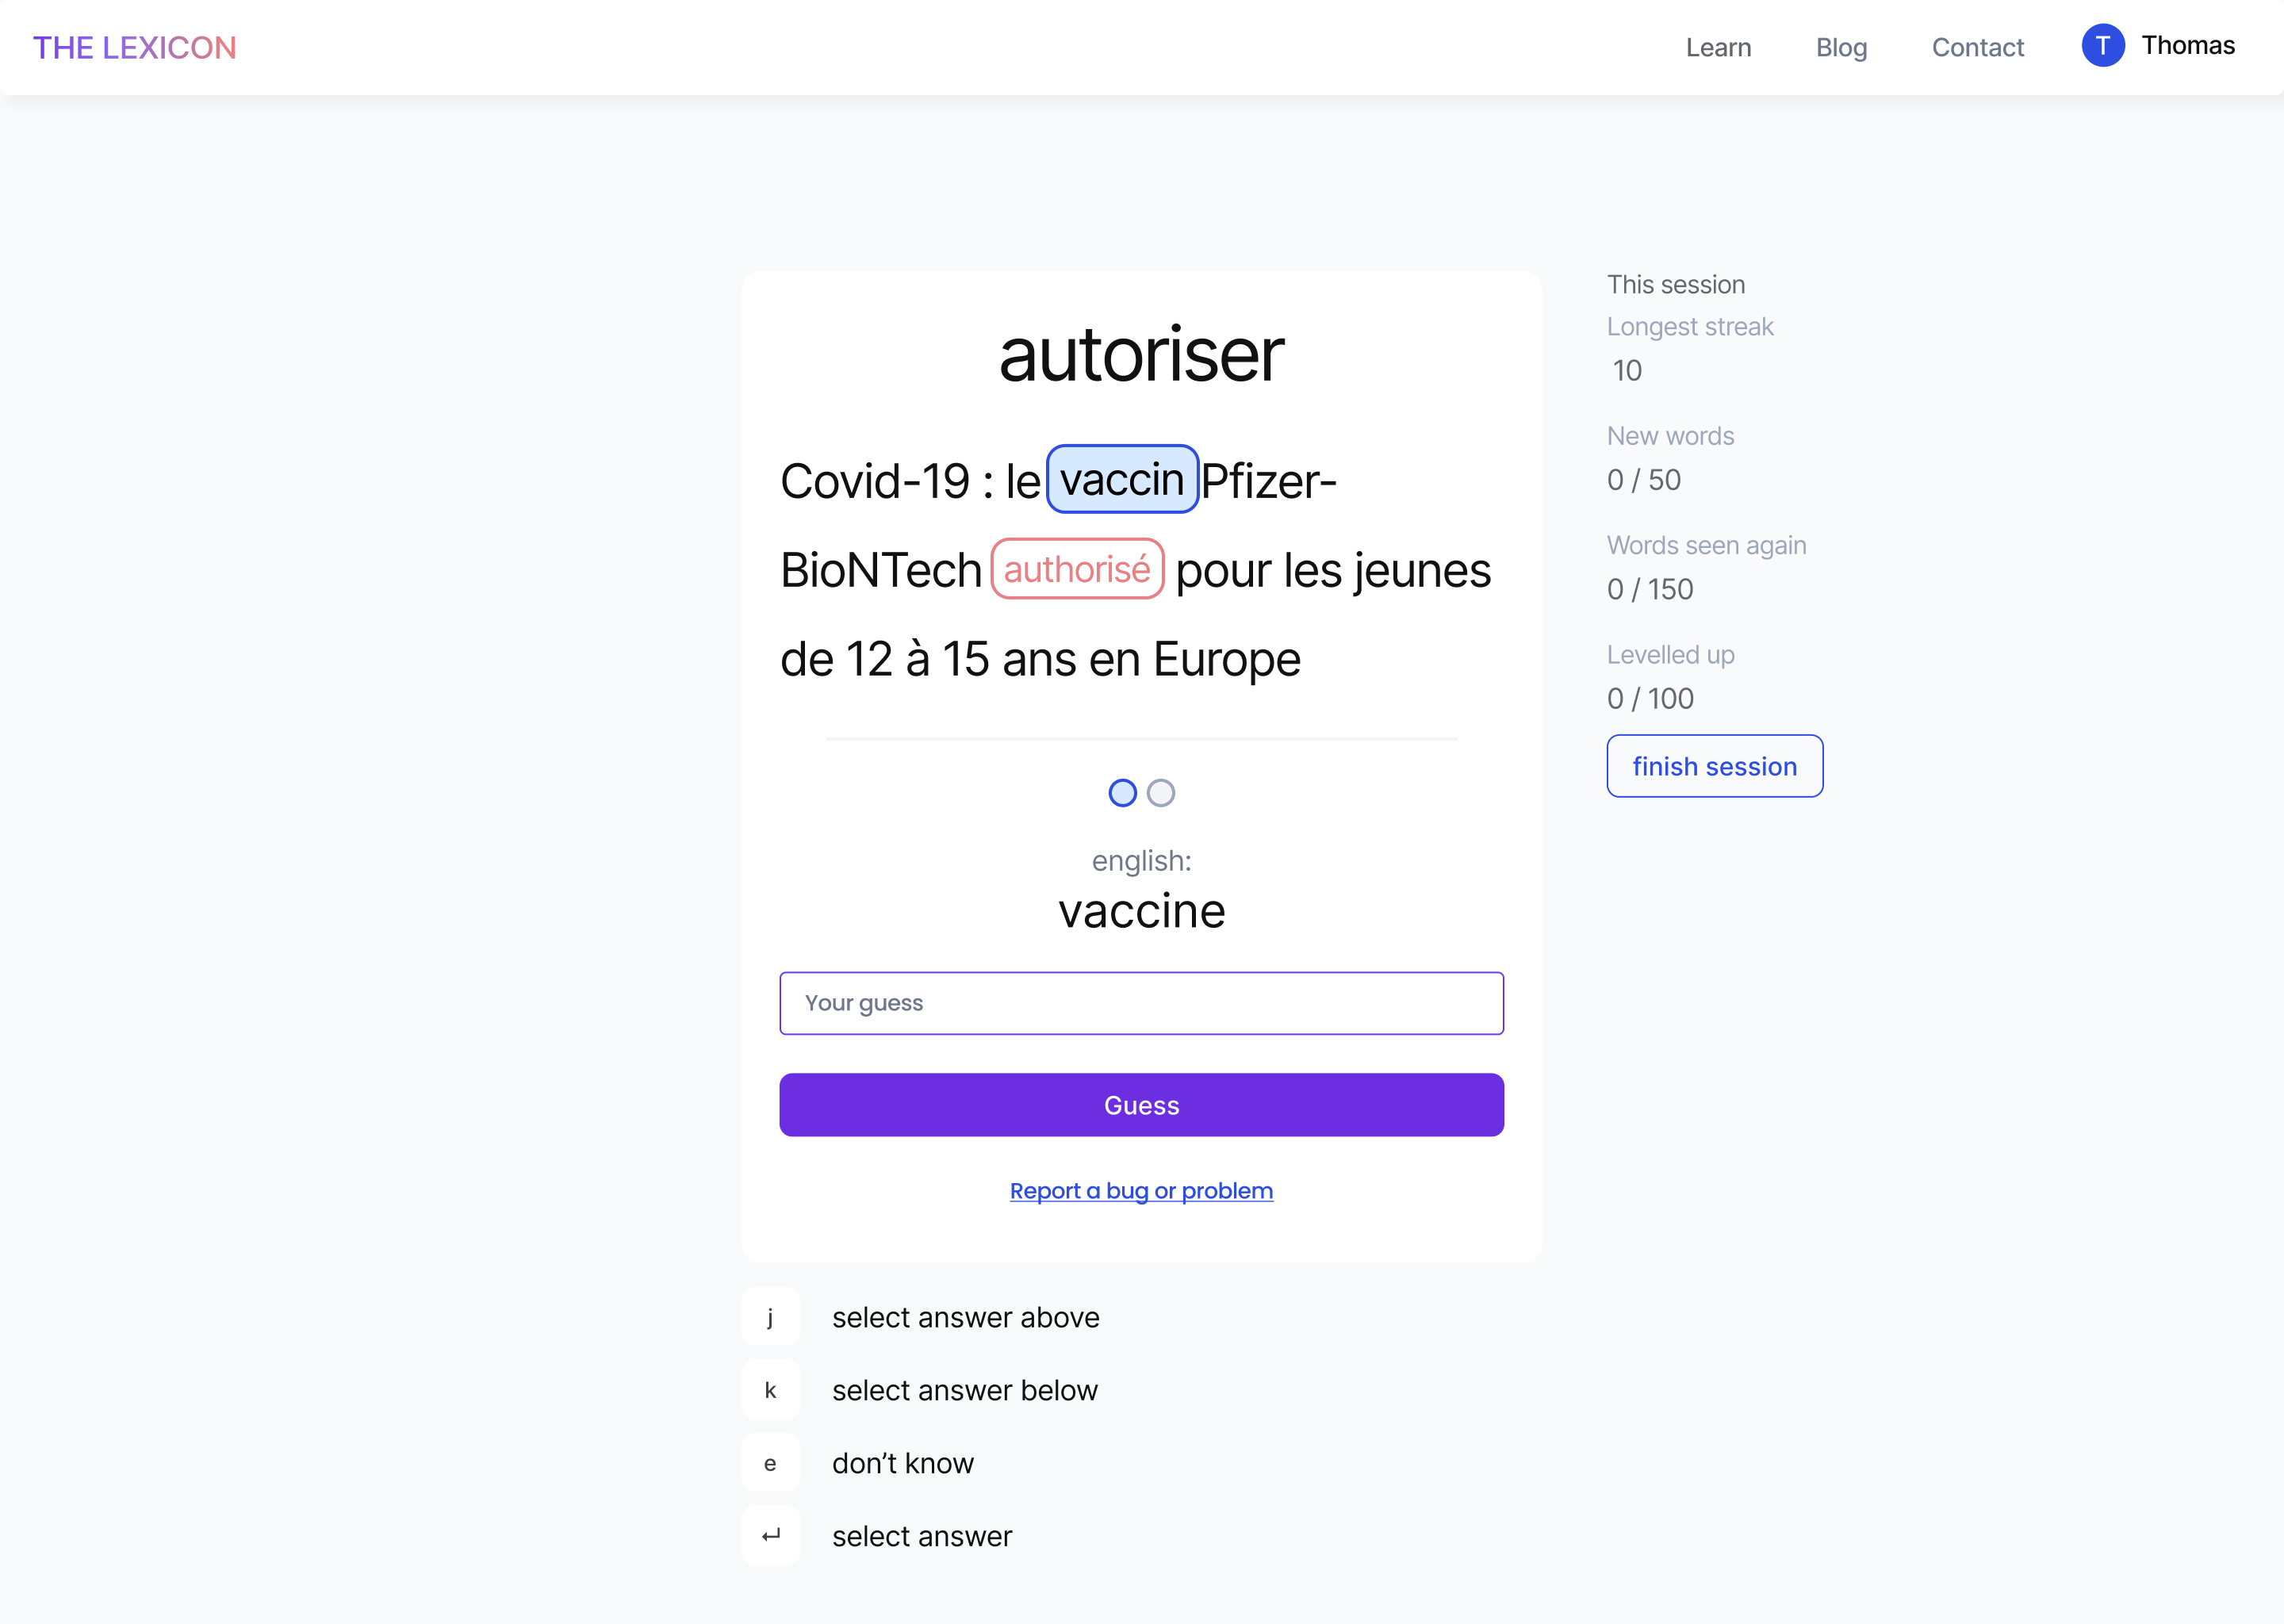 THE LEXICON
Learn
Blog
Contact
T
Thomas
autoriser
Covid-19 : le vaccin Pfizer-
BioNTech authorisé pour les jeunes
de 12 à 15 ans en Europe
english:
vaccine
Your guess
Guess
Report a bug or problem
This session
Longest streak
10
New words
0 / 50
Words seen again
0 / 150
Levelled up
0 / 100
finish session
j select answer above
k select answer below
e don’t know
↵ select answer